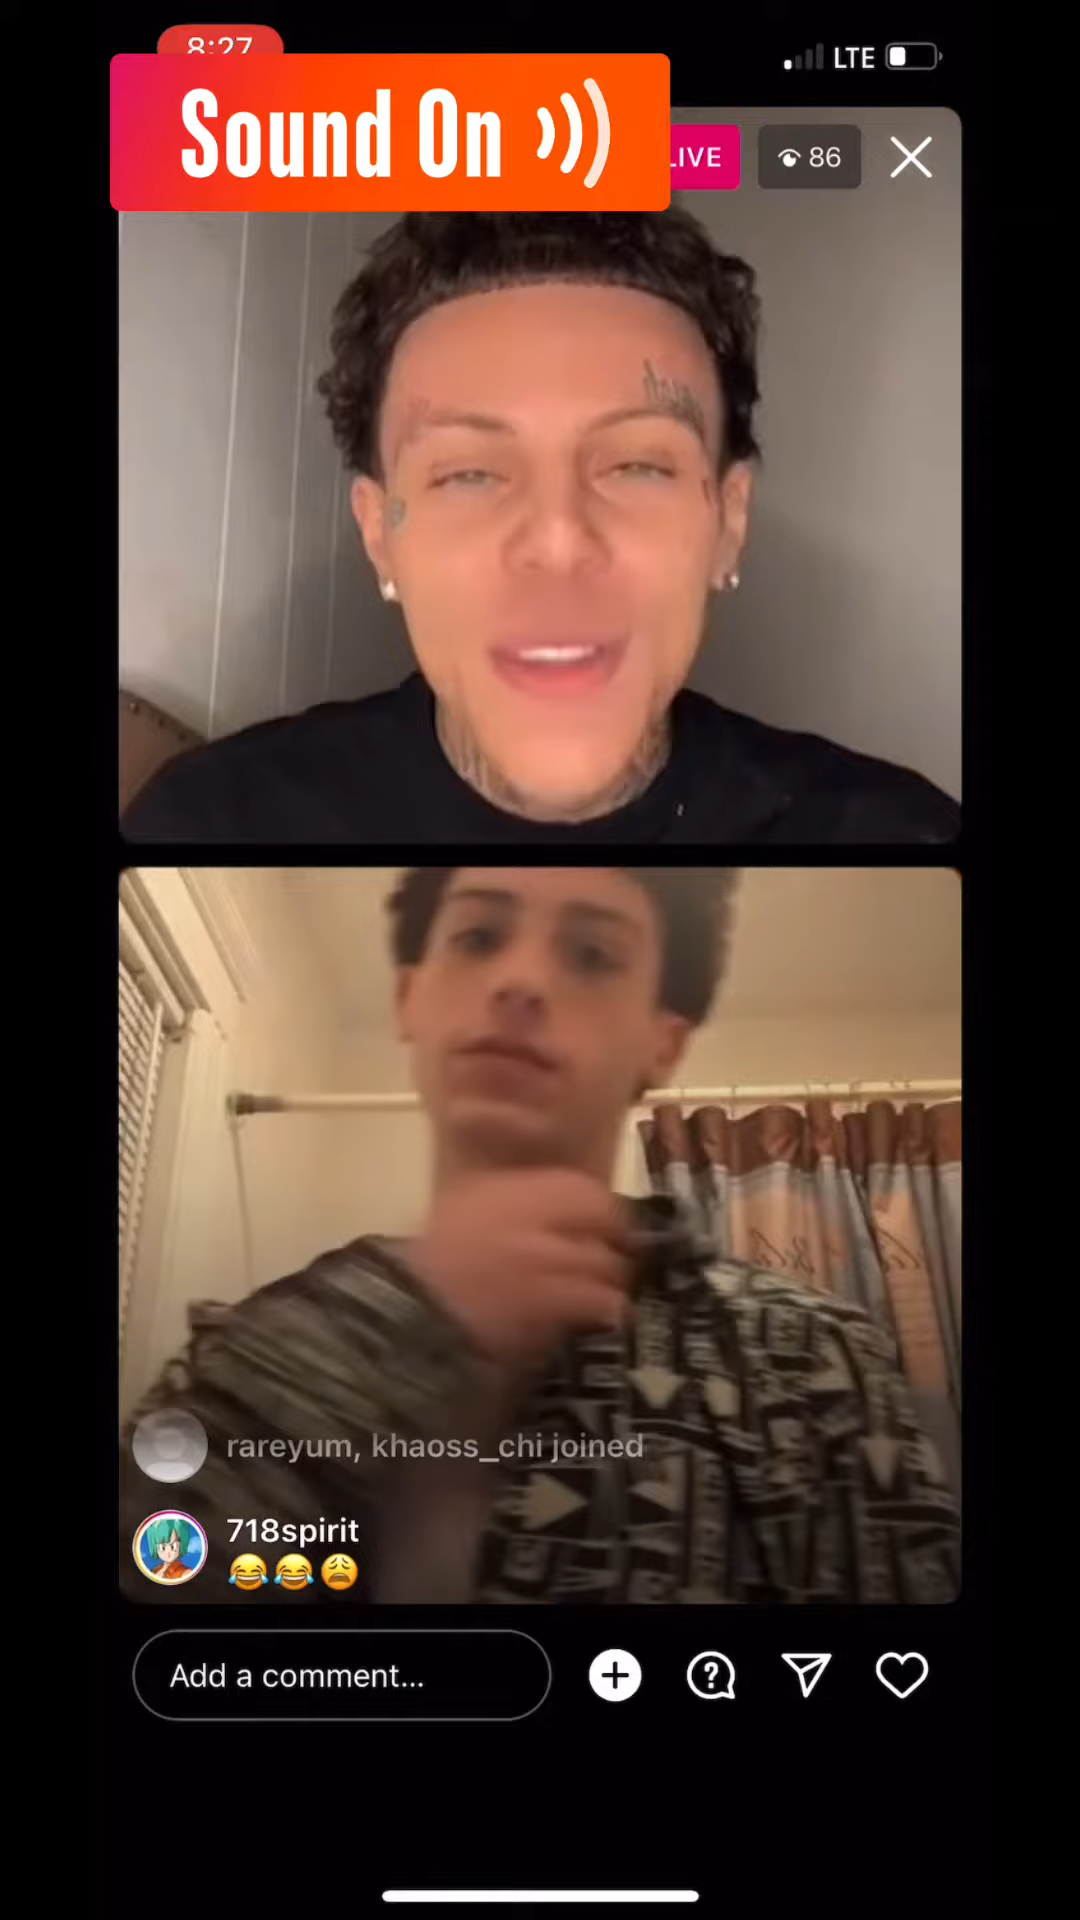 8:27
LTE
Sound On
LIVE
86
rareyum, khaoss_chi joined
718spirit
😂😂😩
Add a comment...